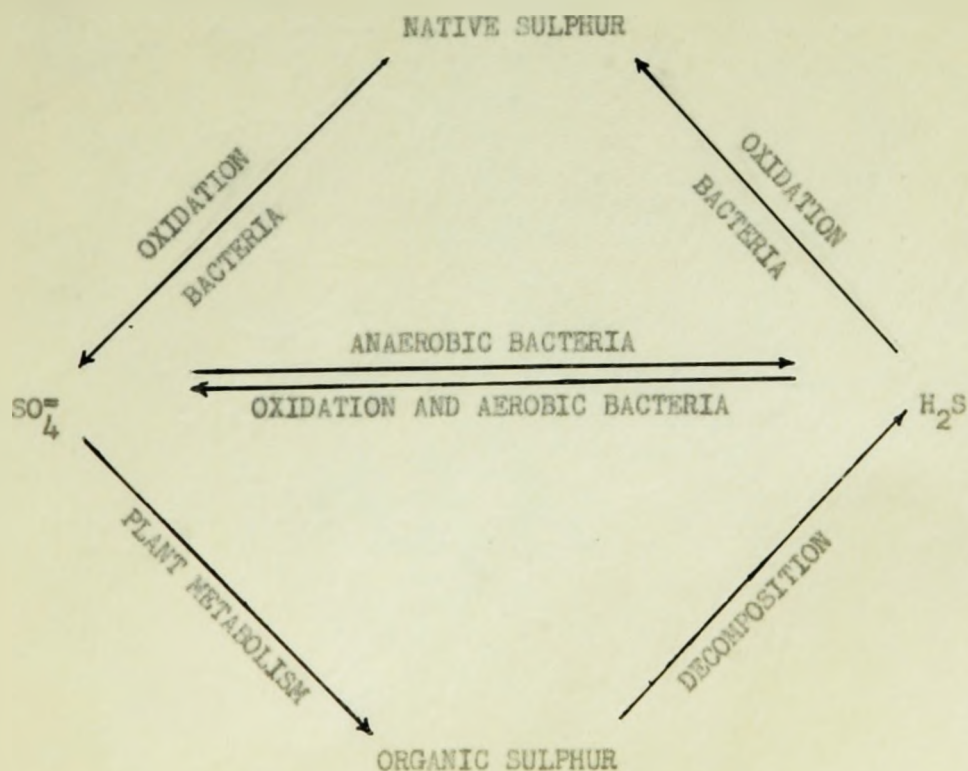 NATIVE SULPHUR
OXIDATION
BACTERIA
OXIDATION
BACTERIA
ANAEROBIC BACTERIA
OXIDATION AND AEROBIC BACTERIA
SO₄⁼
H₂S
PLANT METABOLISM
DECOMPOSITION
ORGANIC SULPHUR